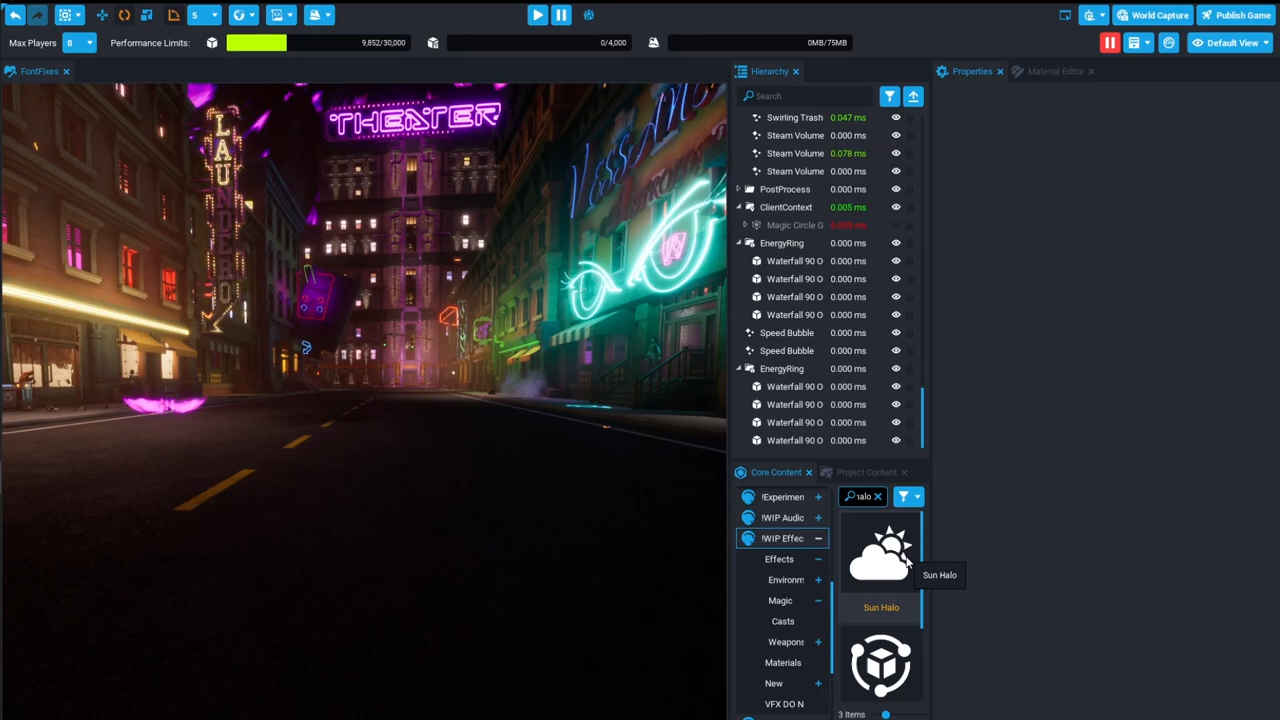 5
World Capture
Publish Game
Max Players
8
Performance Limits:
9,852/30,000
0/4,000
0MB/75MB
Default View
FontFixes
Hierarchy
Properties
Material Editor
THEATER
LAUNDRO
Search
Swirling Trash 0.047 ms
Steam Volume 0.000 ms
Steam Volume 0.078 ms
Steam Volume 0.000 ms
PostProcess 0.000 ms
ClientContext 0.005 ms
Magic Circle G
EnergyRing 0.000 ms
Waterfall 90 O 0.000 ms
Waterfall 90 O 0.000 ms
Waterfall 90 O 0.000 ms
Waterfall 90 O 0.000 ms
Speed Bubble 0.000 ms
Speed Bubble 0.000 ms
EnergyRing 0.000 ms
Waterfall 90 O 0.000 ms
Waterfall 90 O 0.000 ms
Waterfall 90 O 0.000 ms
Waterfall 90 O 0.000 ms
Core Content
Project Content
!Experimen
alo
!WIP Audic
!WIP Effec
Effects
Environm
Magic
Casts
Weapons
Materials
New
VFX DO N
Sun Halo
Sun Halo
3 Items